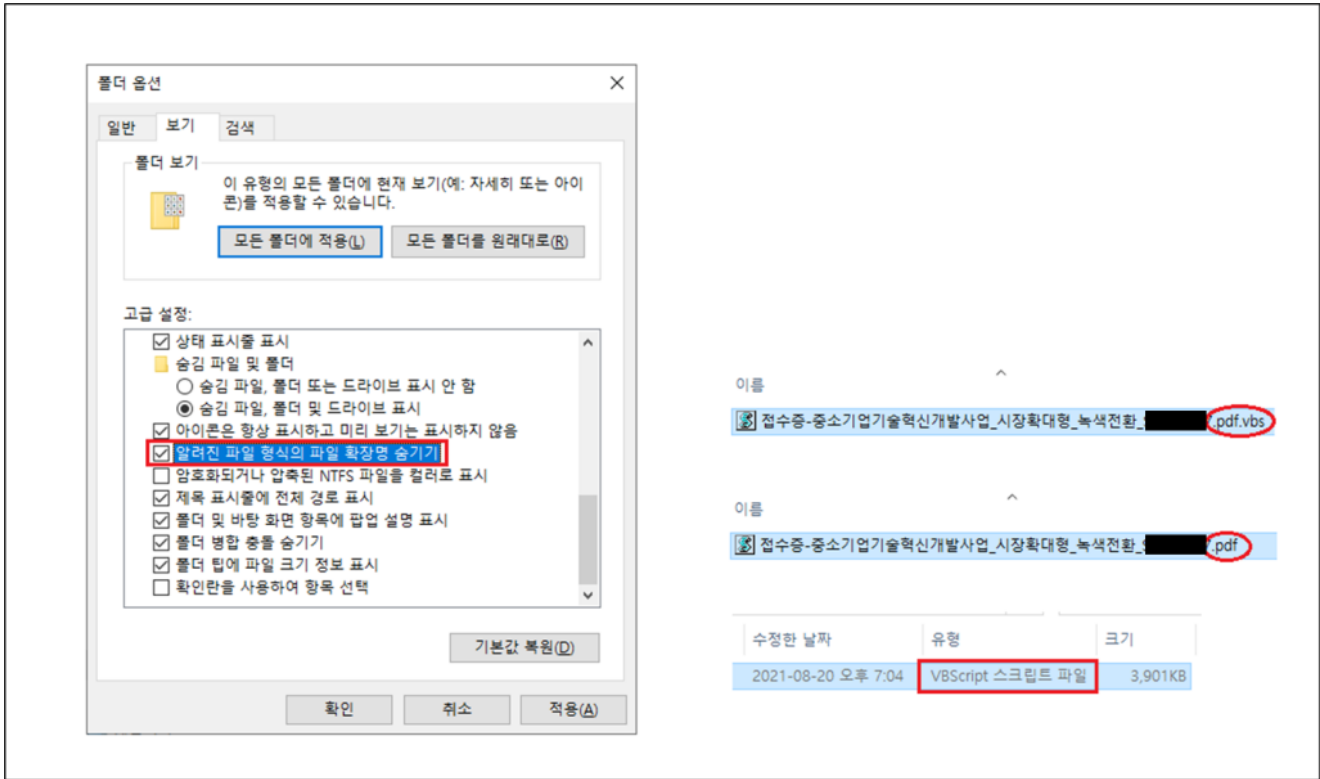 폴더 옵션
일반 보기 검색
폴더 보기
이 유형의 모든 폴더에 현재 보기(예: 자세히 또는 아이
콘)를 적용할 수 있습니다.
모든 폴더에 적용(L) 모든 폴더를 원래대로(R)
고급 설정:
상태 표시줄 표시
숨김 파일 및 폴더
숨김 파일, 폴더 또는 드라이브 표시 안 함
숨김 파일, 폴더 및 드라이브 표시
아이콘은 항상 표시하고 미리 보기는 표시하지 않음
알려진 파일 형식의 파일 확장명 숨기기
암호화되거나 압축된 NTFS 파일을 컬러로 표시
제목 표시줄에 전체 경로 표시
폴더 및 바탕 화면 항목에 팝업 설명 표시
폴더 병합 충돌 숨기기
폴더 팁에 파일 크기 정보 표시
확인란을 사용하여 항목 선택
기본값 복원(D)
확인 취소 적용(A)
이름
접수증-중소기업기술혁신개발사업_시장확대형_녹색전환_ .pdf.vbs
이름
접수증-중소기업기술혁신개발사업_시장확대형_녹색전환_ .pdf
수정한 날짜 유형 크기
2021-08-20 오후 7:04 VBScript 스크립트 파일 3,901KB